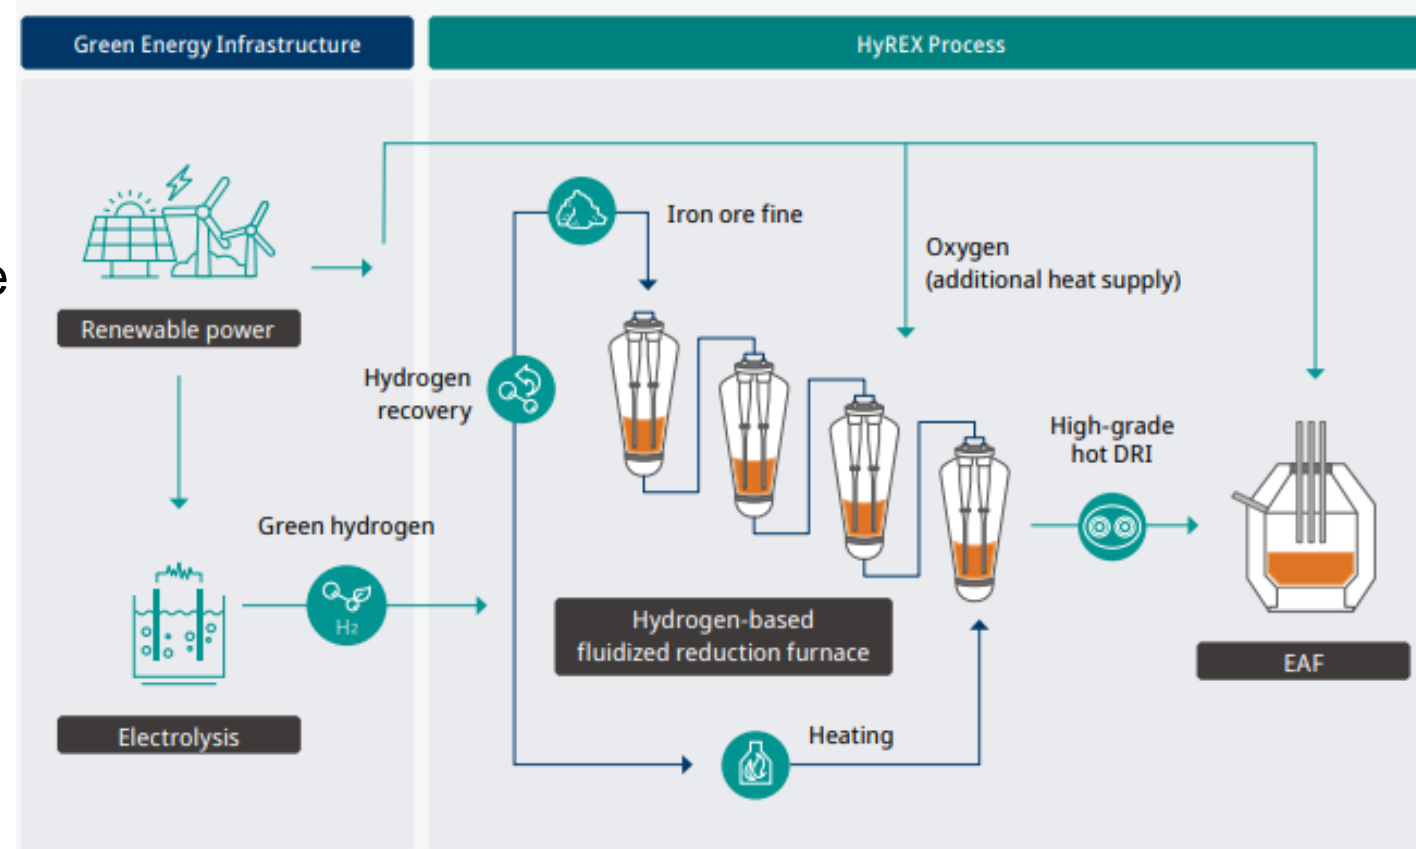 Green Energy Infrastructure
HyREX Process
e
Renewable power
Iron ore fine
Oxygen
(additional heat supply)
Hydrogen
recovery
High-grade
hot DRI
Green hydrogen
H2
Hydrogen-based
fluidized reduction furnace
EAF
Electrolysis
Heating